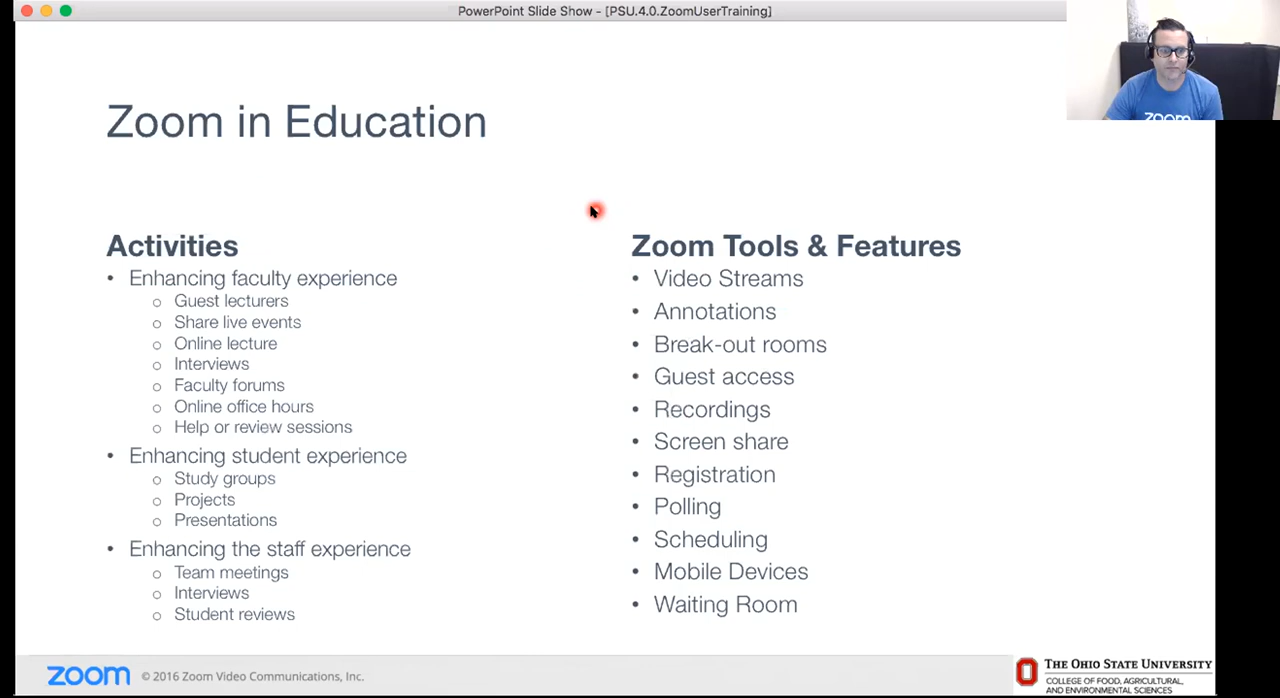 PowerPoint Slide Show - [PSU.4.0.ZoomUserTraining]
zoom
Zoom in Education
Activities
• Enhancing faculty experience
o Guest lecturers
o Share live events
o Online lecture
o Interviews
o Faculty forums
o Online office hours
o Help or review sessions
• Enhancing student experience
o Study groups
o Projects
o Presentations
• Enhancing the staff experience
o Team meetings
o Interviews
o Student reviews
Zoom Tools & Features
• Video Streams
• Annotations
• Break-out rooms
• Guest access
• Recordings
• Screen share
• Registration
• Polling
• Scheduling
• Mobile Devices
• Waiting Room
zoom © 2016 Zoom Video Communications, Inc.
THE OHIO STATE UNIVERSITY
COLLEGE OF FOOD, AGRICULTURAL,
AND ENVIRONMENTAL SCIENCES